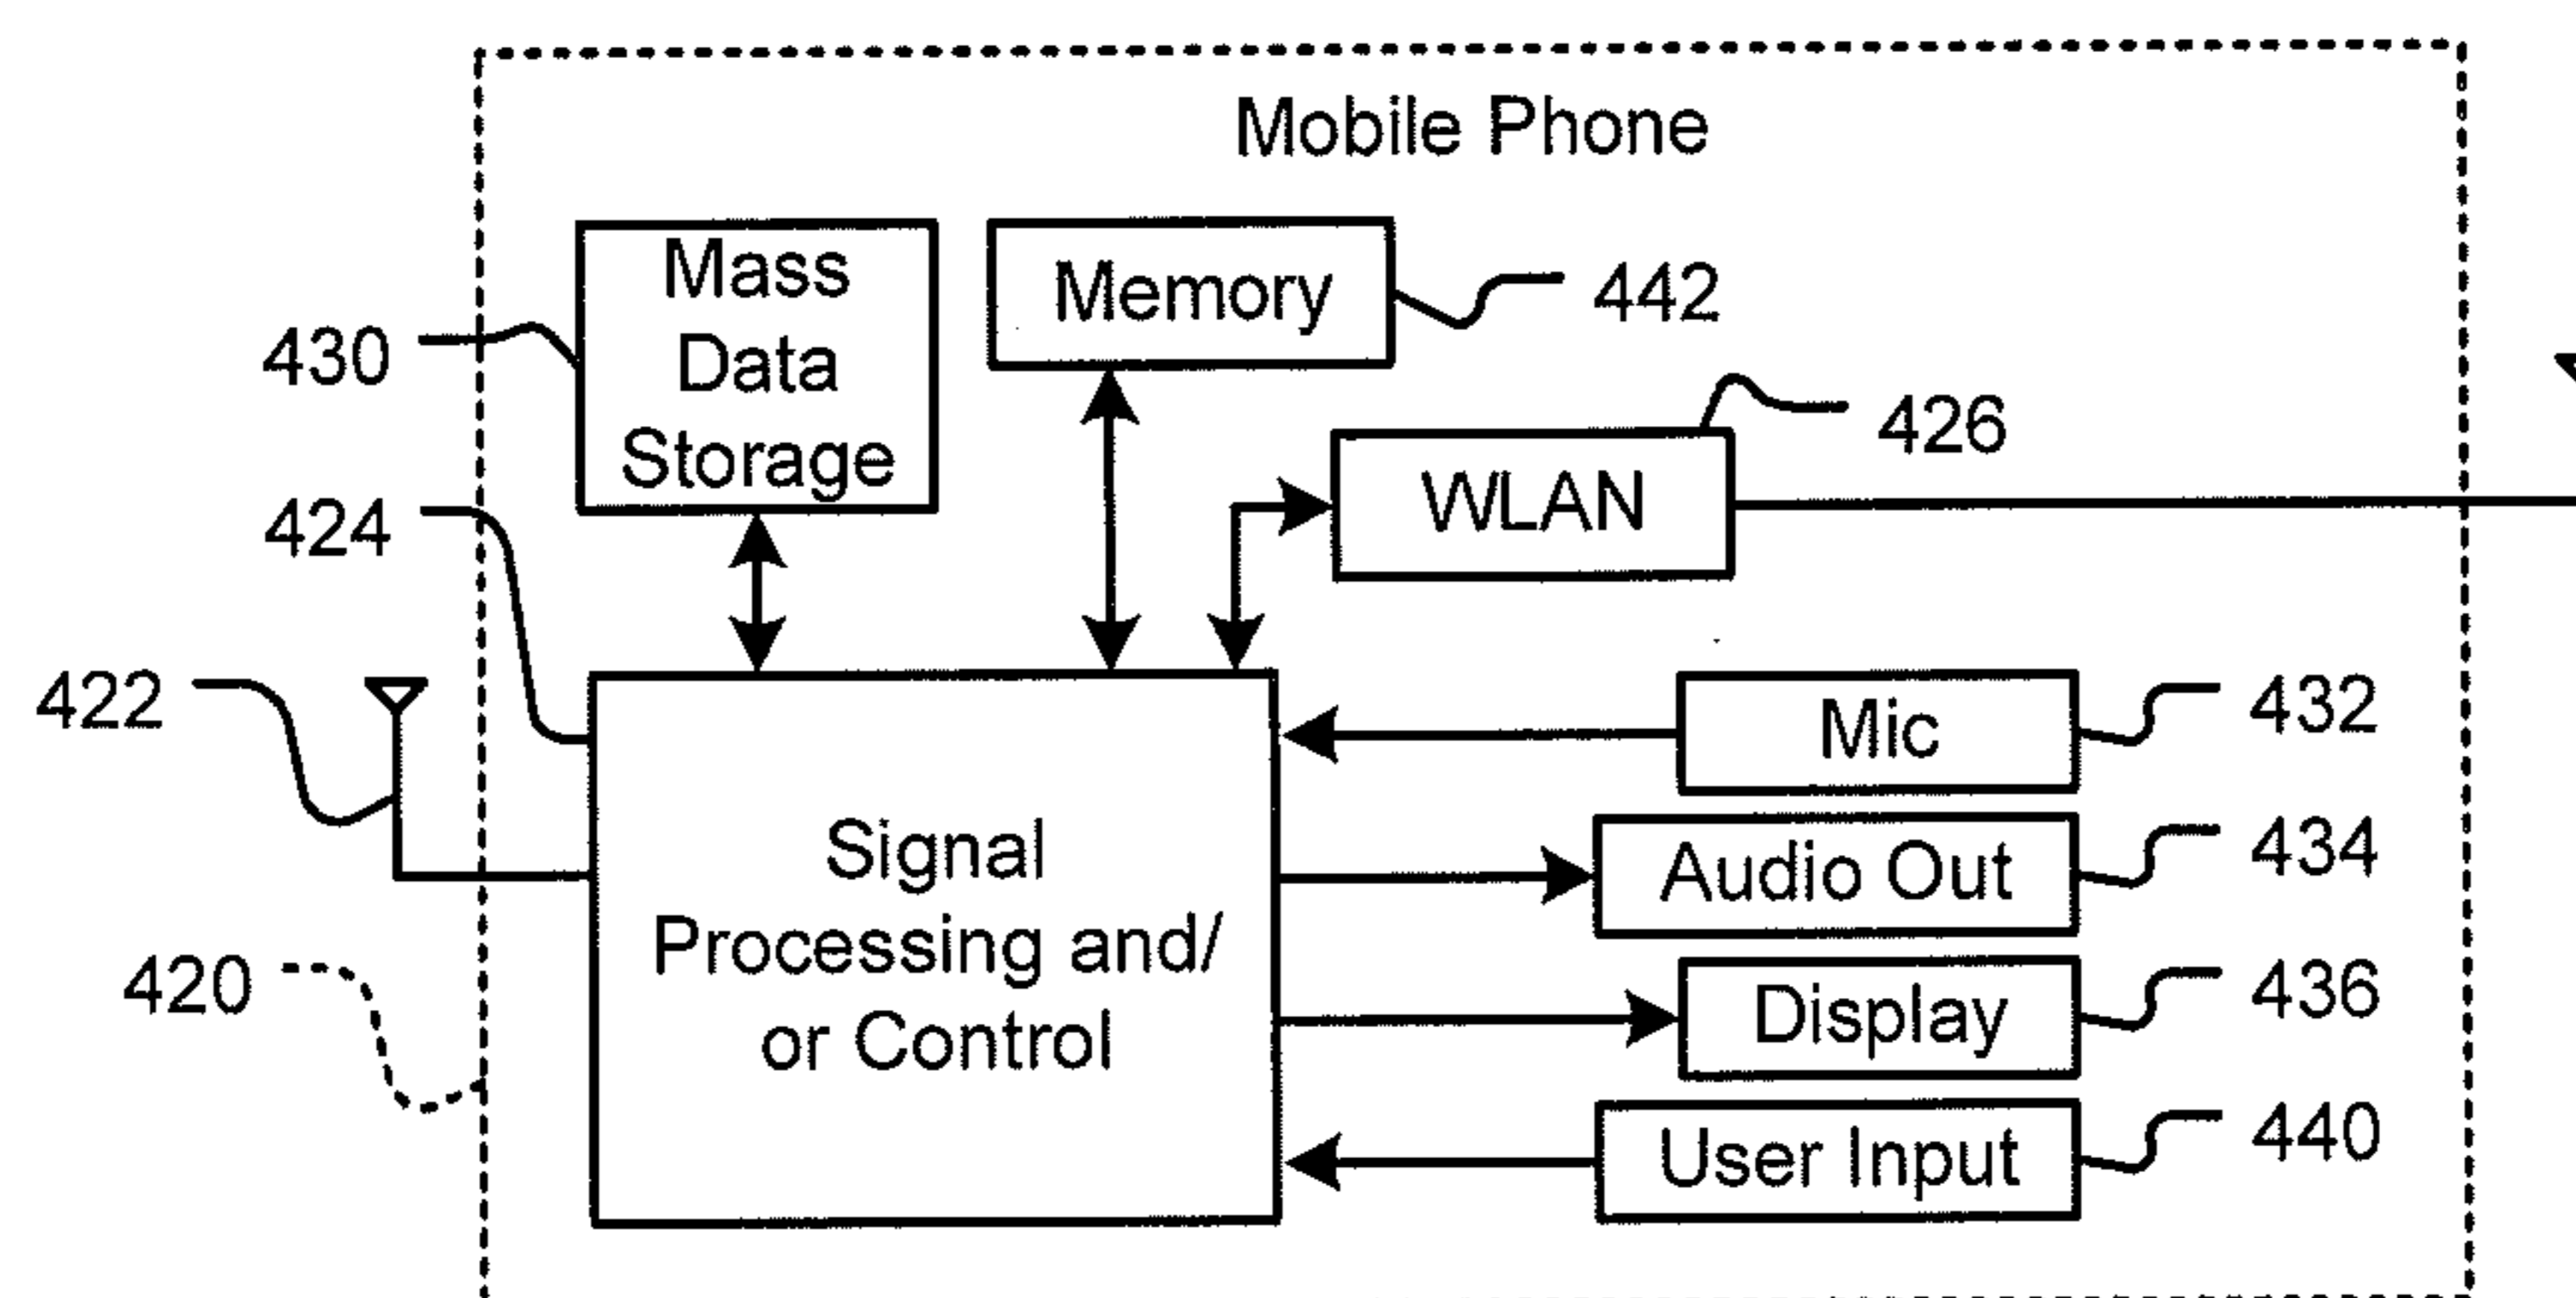 Mobile Phone
Mass
Data
Storage
430
Memory
442
WLAN
426
424
422
Mic
432
Signal
Processing and/
or Control
Audio Out
434
420
Display
436
User Input
440